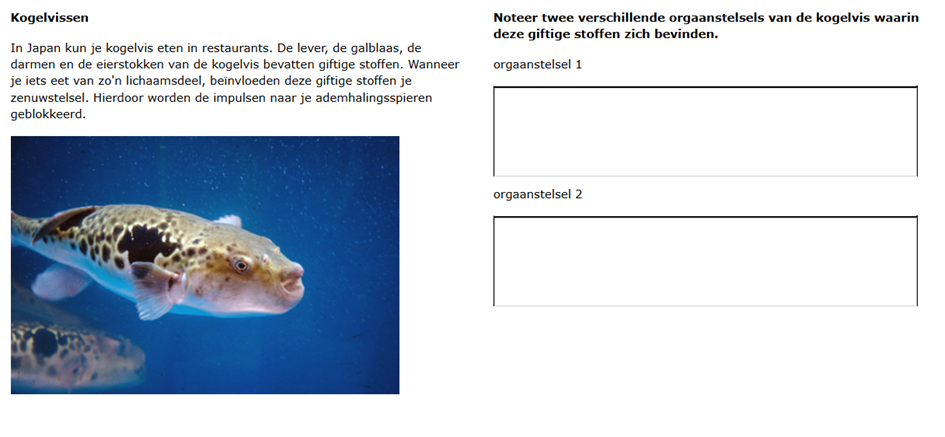 Kogelvissen
In Japan kun je kogelvis eten in restaurants. De lever, de galblaas, de
darmen en de eierstokken van de kogelvis bevatten giftige stoffen. Wanneer
je iets eet van zo'n lichaamsdeel, beïnvloeden deze giftige stoffen je
zenuwstelsel. Hierdoor worden de impulsen naar je ademhalingsspieren
geblokkeerd.
Noteer twee verschillende orgaanstelsels van de kogelvis waarin
deze giftige stoffen zich bevinden.
orgaanstelsel 1
orgaanstelsel 2